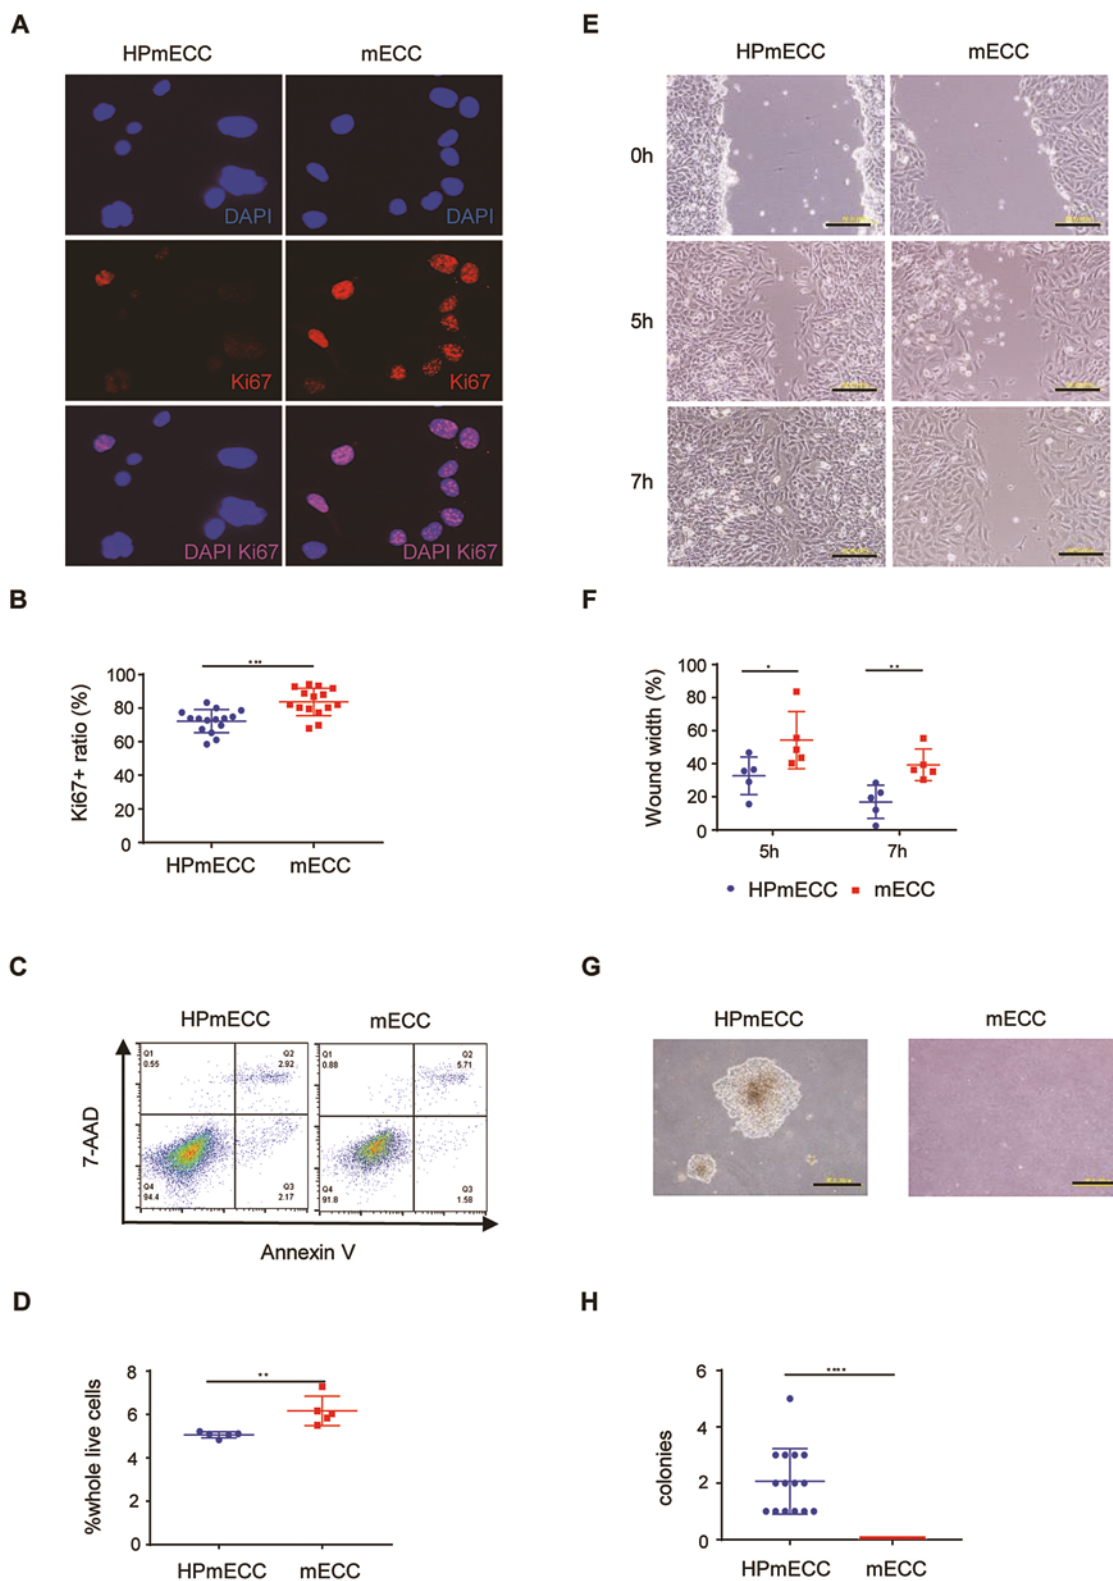 A
HPmECC mECC
DAPI DAPI
Ki67 Ki67
DAPI Ki67 DAPI Ki67
B
***
Ki67+ ratio (%)
100
80
60
40
20
0
HPmECC mECC
C
HPmECC mECC
7-AAD
Q1
0.55
Q2
2.92
Q4
94.4
Q3
2.17
Q1
0.88
Q2
5.71
Q4
91.8
Q3
1.58
Annexin V
D
**
%whole live cells
8
6
4
2
0
HPmECC mECC
E
HPmECC mECC
0h
5h
7h
F
* **
Wound width (%)
100
80
60
40
20
0
5h 7h
HPmECC mECC
G
HPmECC mECC
H
****
colonies
6
4
2
0
HPmECC mECC